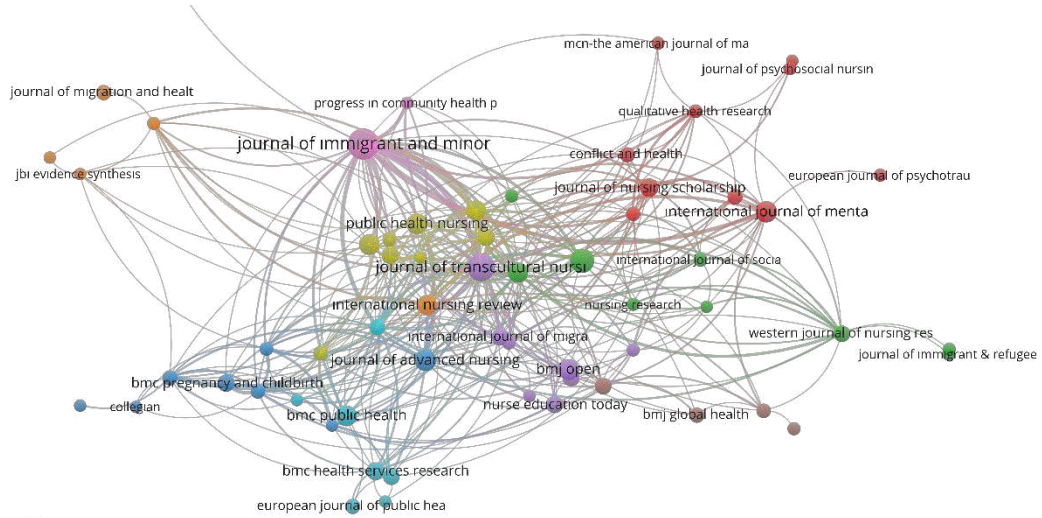 mcn-the american journal of ma
journal of psychosocial nursin
journal of migration and healt
progress in community health p
qualitative health research
journal of immigrant and minor
conflict and health
jbi evidence synthesis
european journal of psychotrau
journal of nursing scholarship
international journal of menta
public health nursing
international journal of socia
journal of transcultural nursi
international nursing review
nursing research
western journal of nursing res
international journal of migra
journal of immigrant & refugee
journal of advanced nursing
bmj open
bmc pregnancy and childbirth
collegian
nurse education today
bmc public health
bmj global health
bmc health services research
european journal of public hea